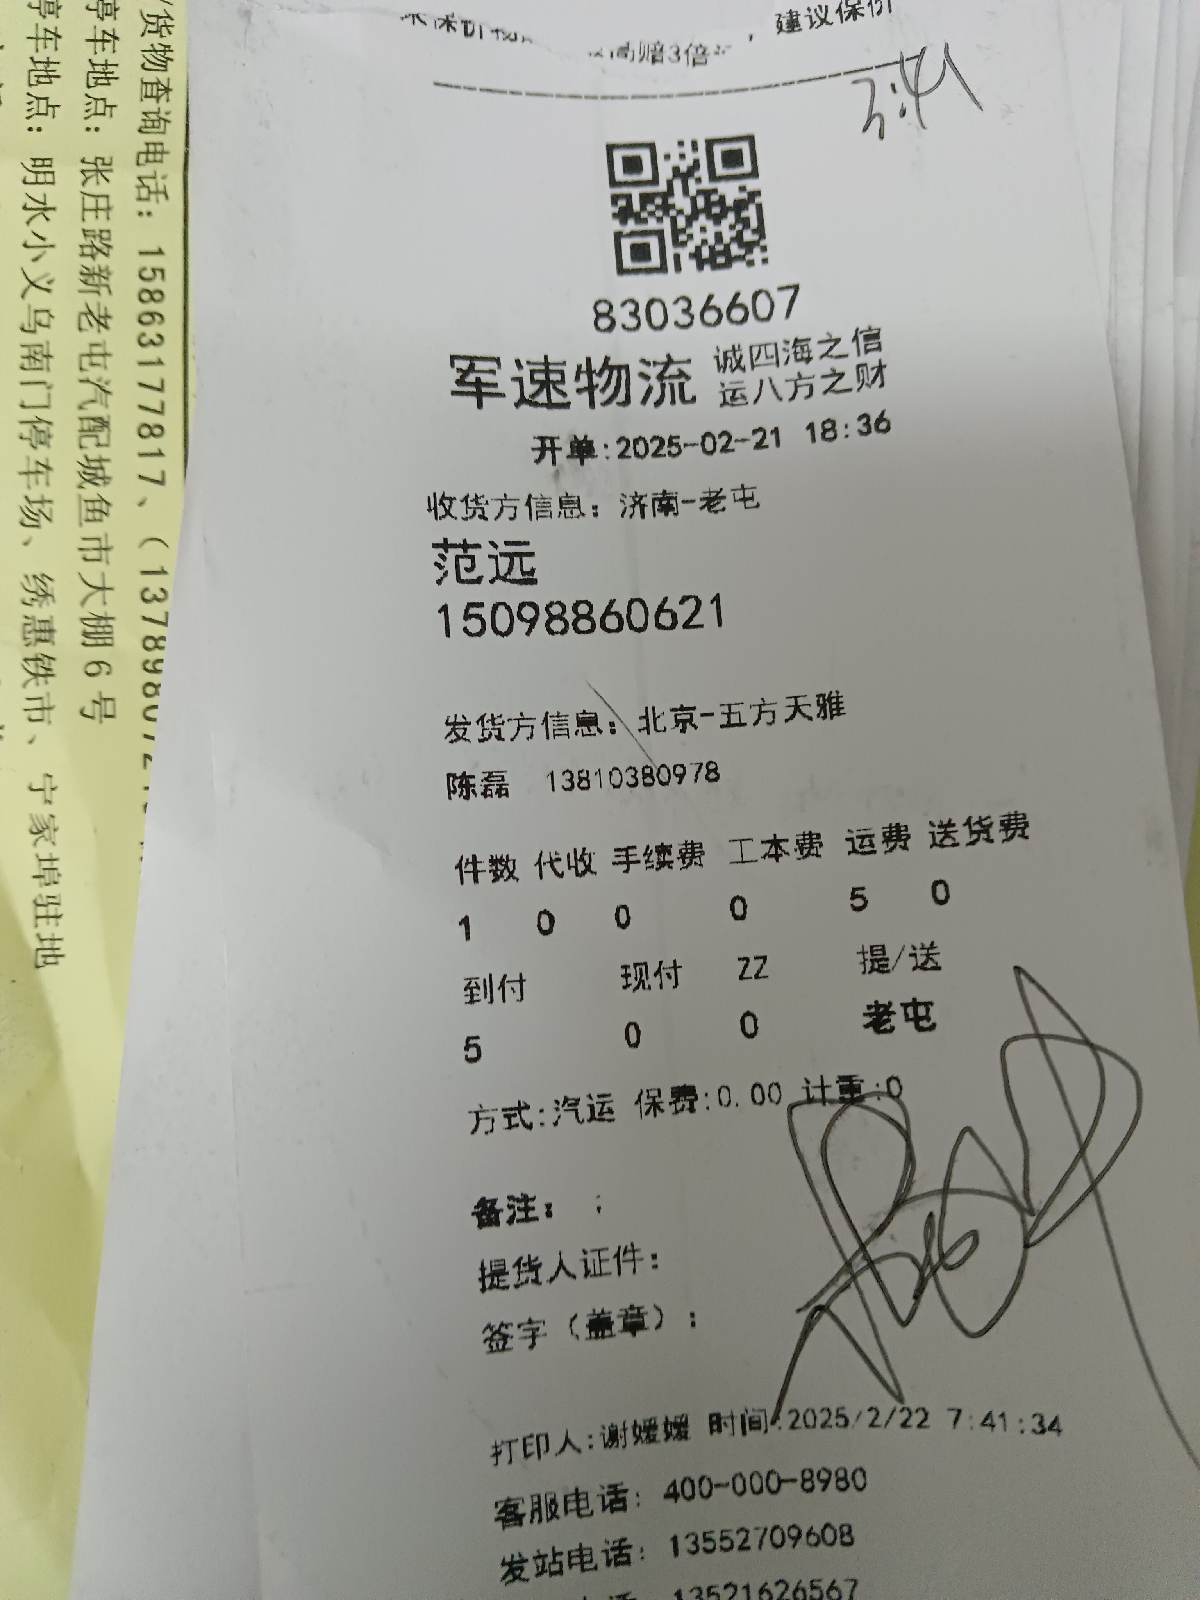 建议保价
高赔3倍
83036607
军速物流 诚四海之信
运八方之财
开单:2025-02-21 18:36
收货方信息：济南-老屯
范远
15098860621
发货方信息：北京-五方天雅
陈磊 13810380978
件数 代收 手续费 工本费 运费 送货费
1 0 0 0 5 0
到付 现付 ZZ 提/送
5 0 0 老屯
方式:汽运 保费:0.00 计重:0
备注： ;
提货人证件：
签字（盖章）：
打印人:谢嫒嫒 时间:2025/2/22 7:41:34
客服电话：400-000-8980
发站电话：13552709608
13521626567
货物查询电话：15863177817、（137898072
停车地点：张庄路新老屯汽配城鱼市大棚6号
停车地点：明水小义乌南门停车场、绣惠铁市、宁家埠驻地